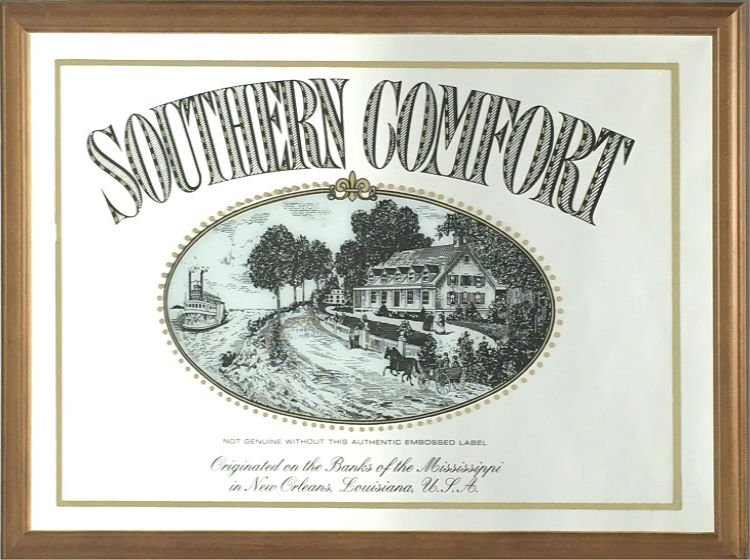 SOUTHERN COMFORT
NOT GENUINE WITHOUT THIS AUTHENTIC EMBOSSED LABEL
Originated on the Banks of the Mississippi
in New Orleans, Louisiana, U.S.A.